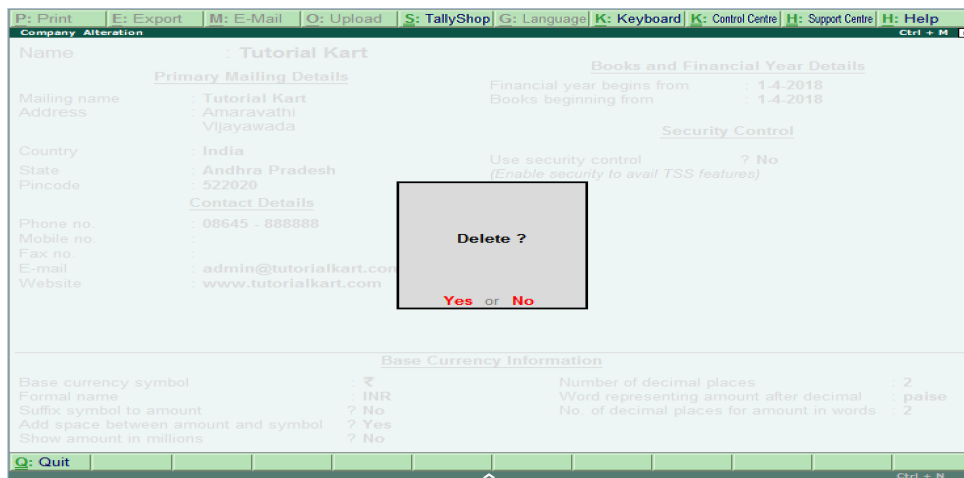 P: Print E: Export M: E-Mail O: Upload S: TallyShop G: Language K: Keyboard K: Control Centre H: Support Centre H: Help
Company Alteration Ctrl + M
Name : Tutorial Kart
Primary Mailing Details
Mailing name : Tutorial Kart
Address : Amaravathi
Vijayawada
Country : India
State : Andhra Pradesh
Pincode : 522020
Contact Details
Phone no. : 08645 - 888888
Mobile no. :
Fax no. :
E-mail : admin@tutorialkart.com
Website : www.tutorialkart.com
Books and Financial Year Details
Financial year begins from : 1-4-2018
Books beginning from : 1-4-2018
Security Control
Use security control ? No
(Enable security to avail TSS features)
Delete ?
Yes or No
Base Currency Information
Base currency symbol : ₹
Formal name : INR
Suffix symbol to amount ? No
Add space between amount and symbol ? Yes
Show amount in millions ? No
Number of decimal places : 2
Word representing amount after decimal : paise
No. of decimal places for amount in words : 2
Q: Quit
Ctrl + N